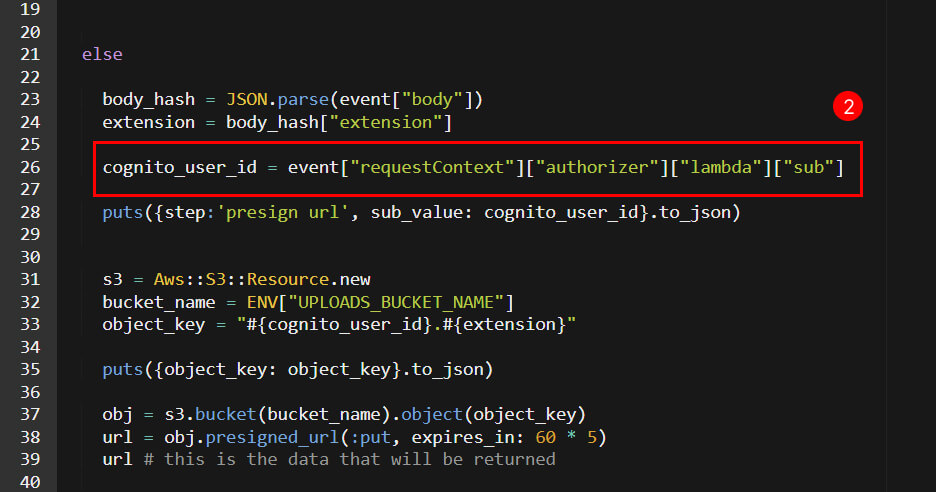 19
20
21 else
22
23 body_hash = JSON.parse(event["body"])
24 extension = body_hash["extension"]
2
25
26 cognito_user_id = event["requestContext"]["authorizer"]["lambda"]["sub"]
27
28 puts({step:'presign url', sub_value: cognito_user_id}.to_json)
29
30
31 s3 = Aws::S3::Resource.new
32 bucket_name = ENV["UPLOADS_BUCKET_NAME"]
33 object_key = "#{cognito_user_id}.#{extension}"
34
35 puts({object_key: object_key}.to_json)
36
37 obj = s3.bucket(bucket_name).object(object_key)
38 url = obj.presigned_url(:put, expires_in: 60 * 5)
39 url # this is the data that will be returned
40